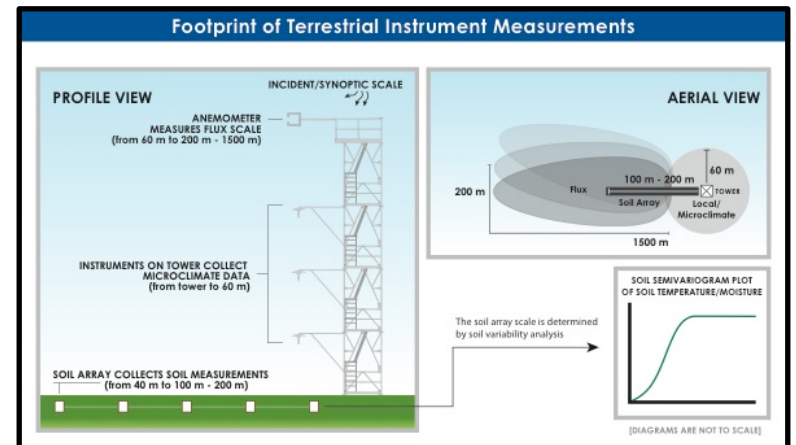 Footprint of Terrestrial Instrument Measurements
PROFILE VIEW
INCIDENT/SYNOPTIC SCALE
ANEMOMETER
MEASURES FLUX SCALE
(from 60 m to 200 m - 1500 m)
INSTRUMENTS ON TOWER COLLECT
MICROCLIMATE DATA
(from tower to 60 m)
SOIL ARRAY COLLECTS SOIL MEASUREMENTS
(from 40 m to 100 m - 200 m)
AERIAL VIEW
60 m
100 m - 200 m
200 m
Flux
TOWER
Soil Array
Local/
Microclimate
1500 m
The soil array scale is determined
by soil variability analysis
SOIL SEMIVARIOGRAM PLOT
OF SOIL TEMPERATURE/MOISTURE
[DIAGRAMS ARE NOT TO SCALE]